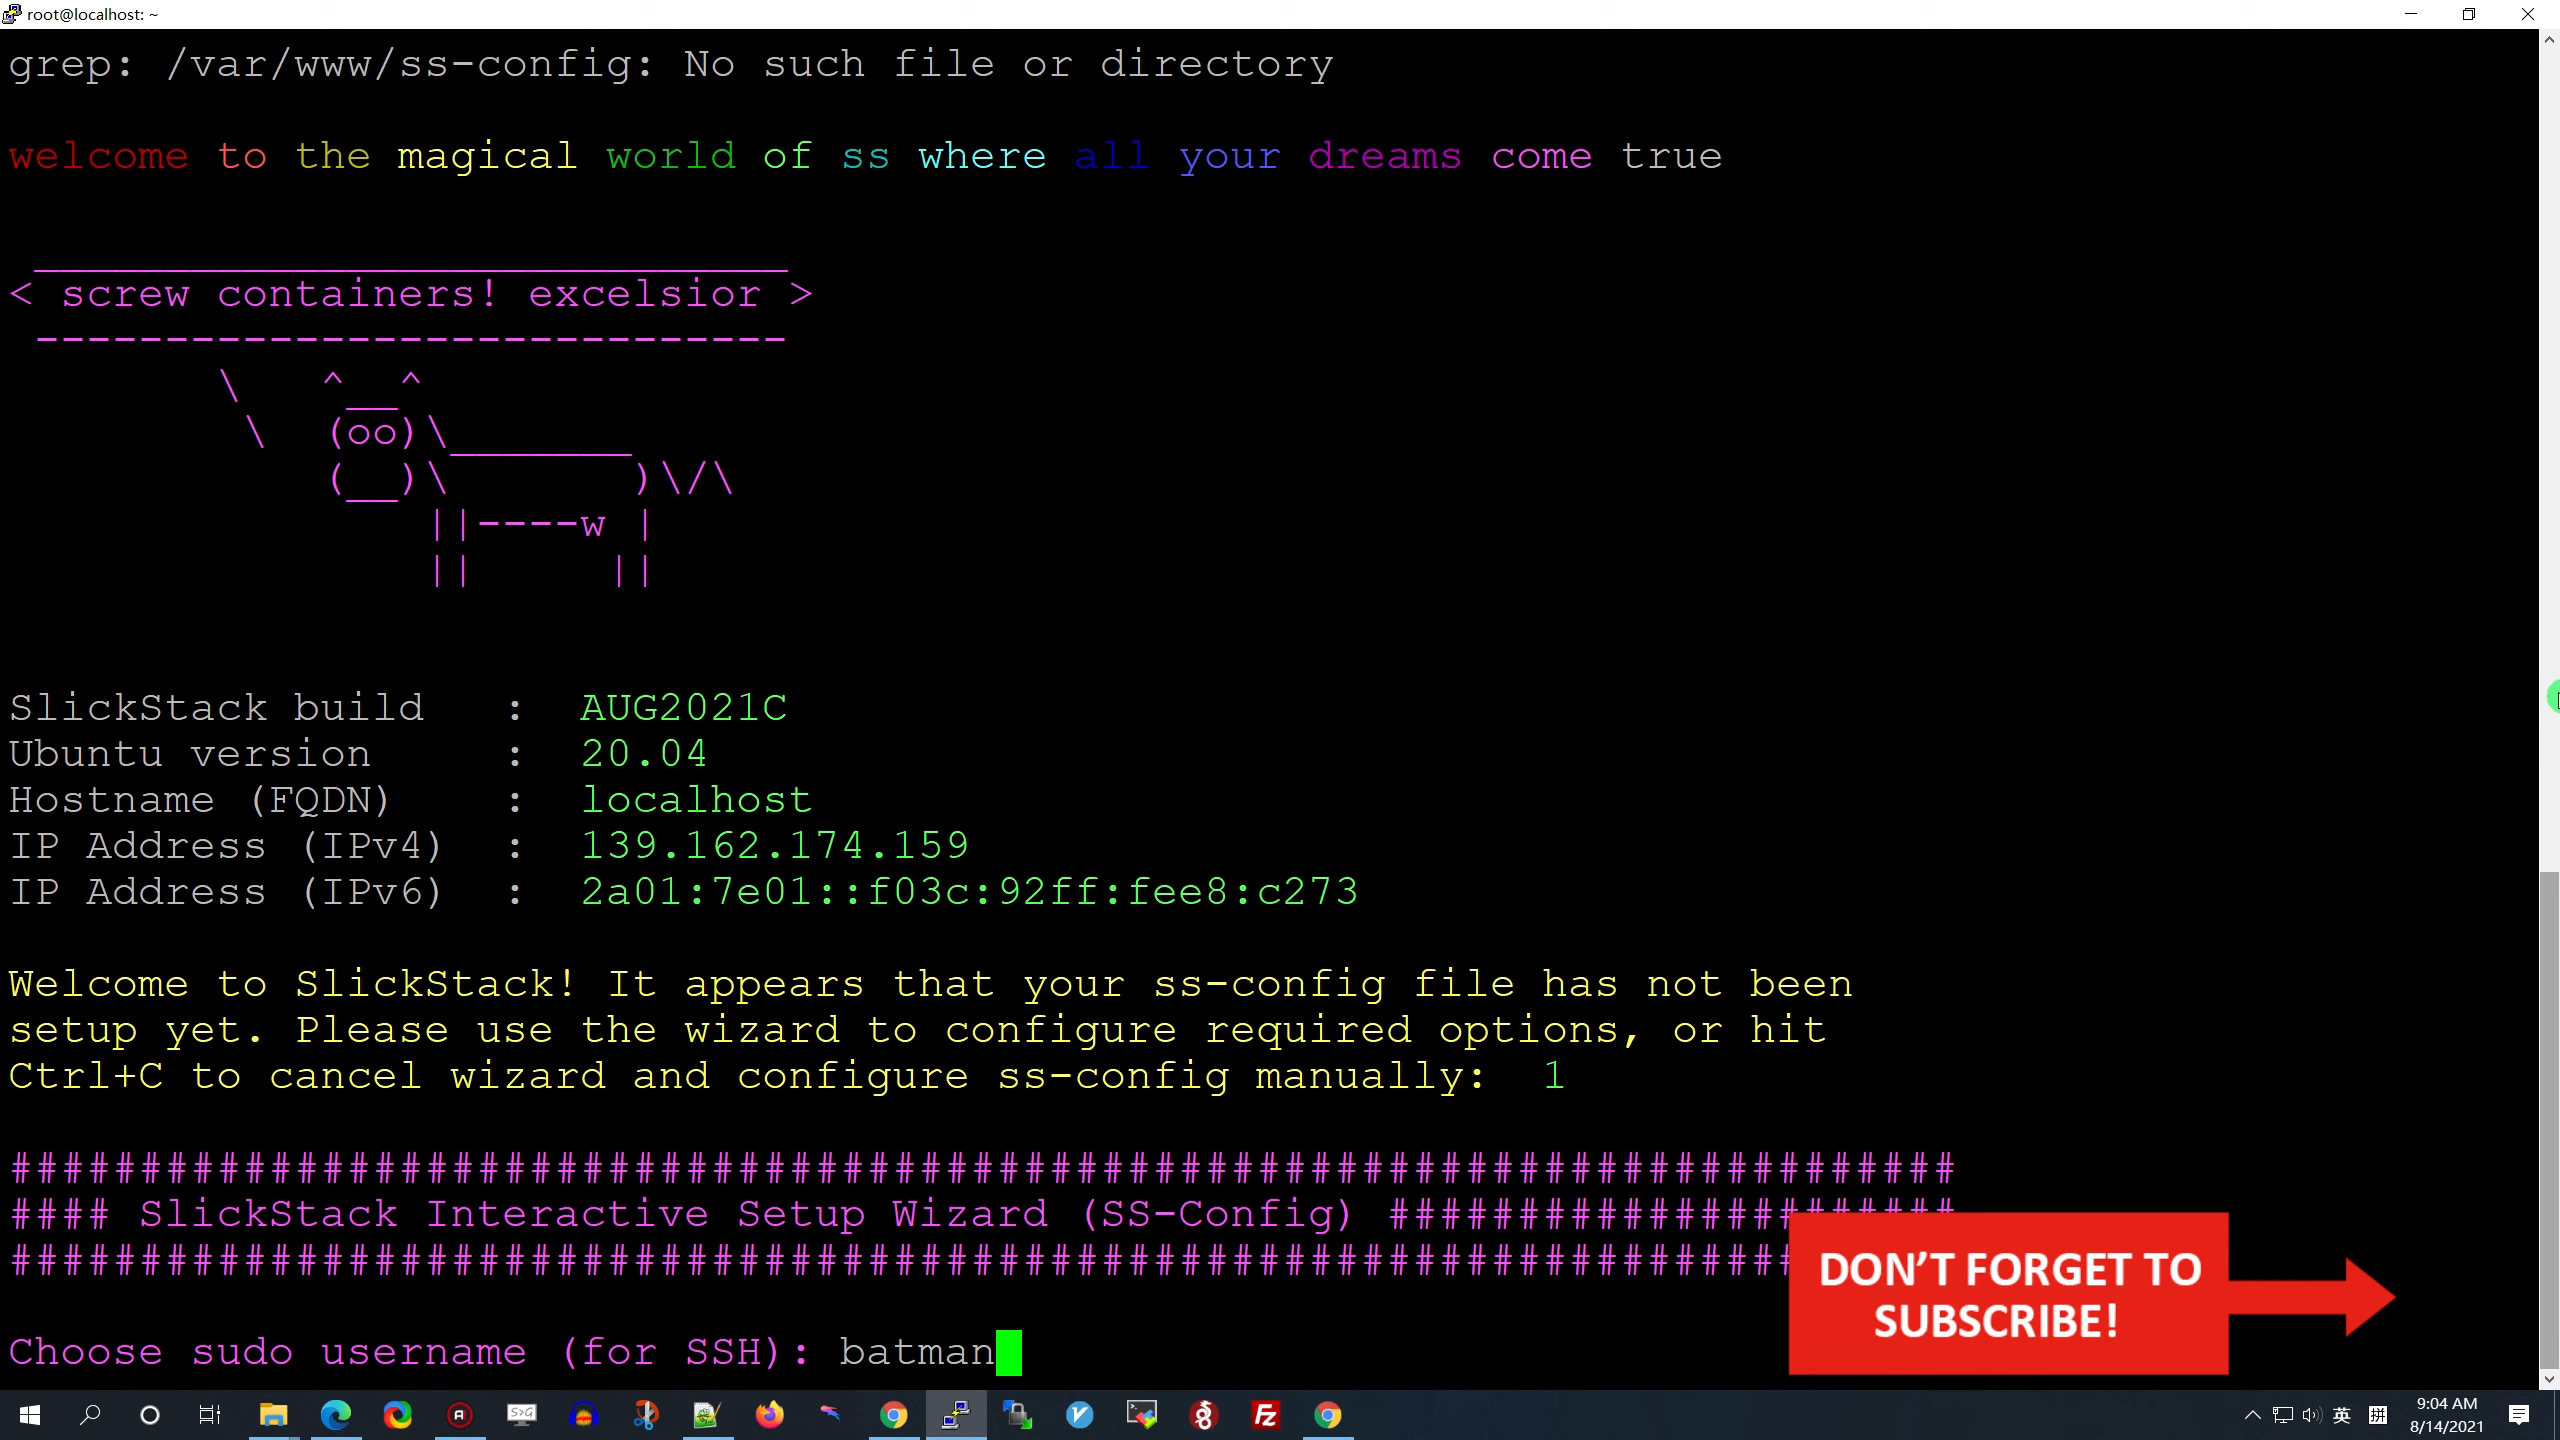 root@localhost: ~
grep: /var/www/ss-config: No such file or directory
welcome to the magical world of ss where all your dreams come true
 _____________________________
< screw containers! excelsior >
 -----------------------------
        \   ^__^
         \  (oo)\_______
            (__)\       )\/\
                ||----w |
                ||     ||
SlickStack build   :  AUG2021C
Ubuntu version     :  20.04
Hostname (FQDN)    :  localhost
IP Address (IPv4)  :  139.162.174.159
IP Address (IPv6)  :  2a01:7e01::f03c:92ff:fee8:c273
Welcome to SlickStack! It appears that your ss-config file has not been
setup yet. Please use the wizard to configure required options, or hit
Ctrl+C to cancel wizard and configure ss-config manually:  1
###########################################################################
#### SlickStack Interactive Setup Wizard (SS-Config) ######################
#####################################################################
DON'T FORGET TO
SUBSCRIBE!
Choose sudo username (for SSH): batman
S>G
Fz
英
拼
9:04 AM
8/14/2021